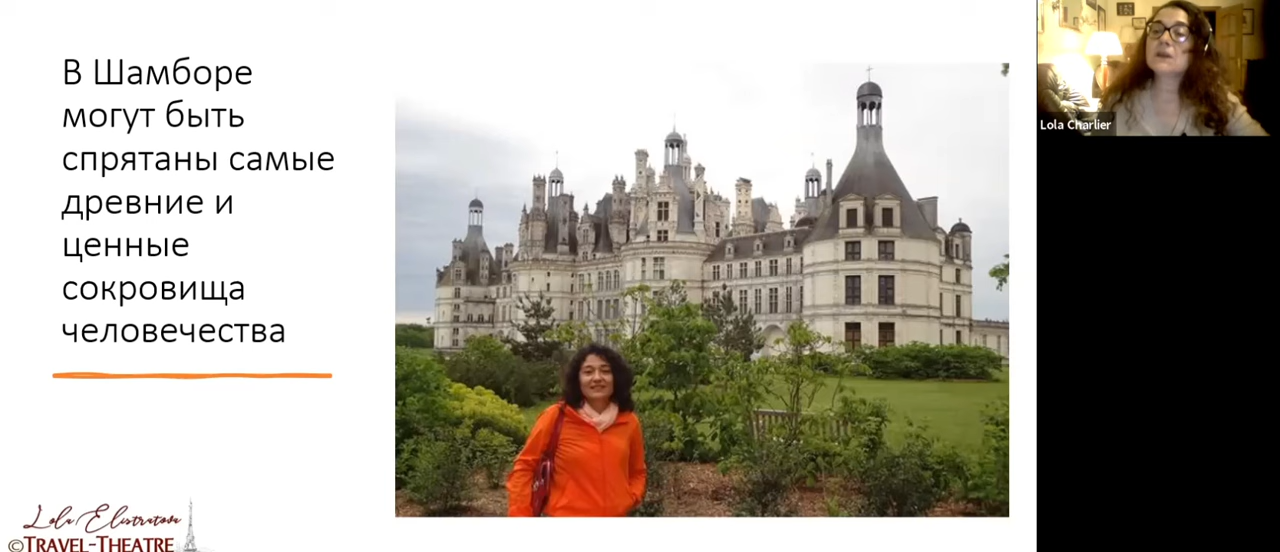 В Шамборе
могут быть
спрятаны самые
древние и
ценные
сокровища
человечества
Lola Charlier
Lola Elistratova
©TRAVEL-THEATRE